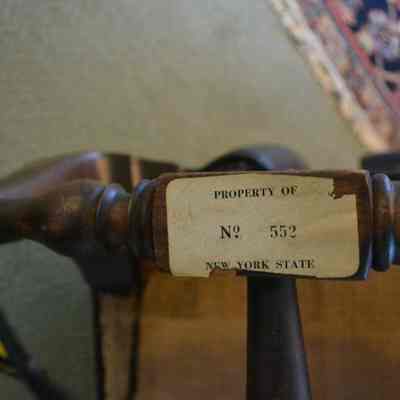 PROPERTY OF
Nº 552
NEW YORK STATE